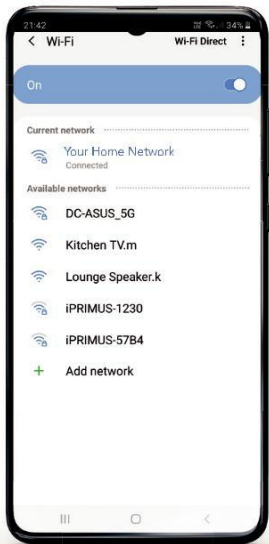 21:42
34%
Wi-Fi
Wi-Fi Direct
On
Current network
Your Home Network
Connected
Available networks
DC-ASUS_5G
Kitchen TV.m
Lounge Speaker.k
iPRIMUS-1230
iPRIMUS-57B4
+ Add network